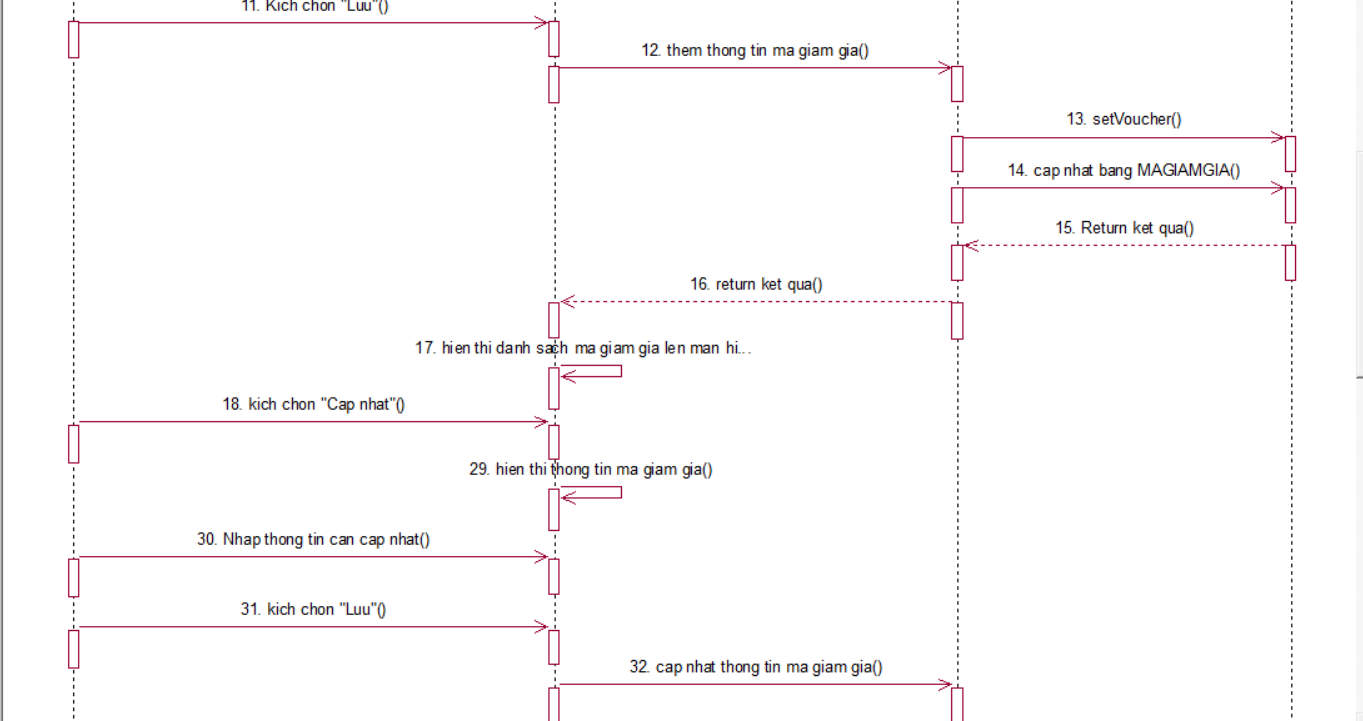 11. Kich chon "Luu"()
12. them thong tin ma giam gia()
13. setVoucher()
14. cap nhat bang MAGIAMGIA()
15. Return ket qua()
16. return ket qua()
17. hien thi danh sach ma giam gia len man hi...
18. kich chon "Cap nhat"()
29. hien thi thong tin ma giam gia()
30. Nhap thong tin can cap nhat()
31. kich chon "Luu"()
32. cap nhat thong tin ma giam gia()